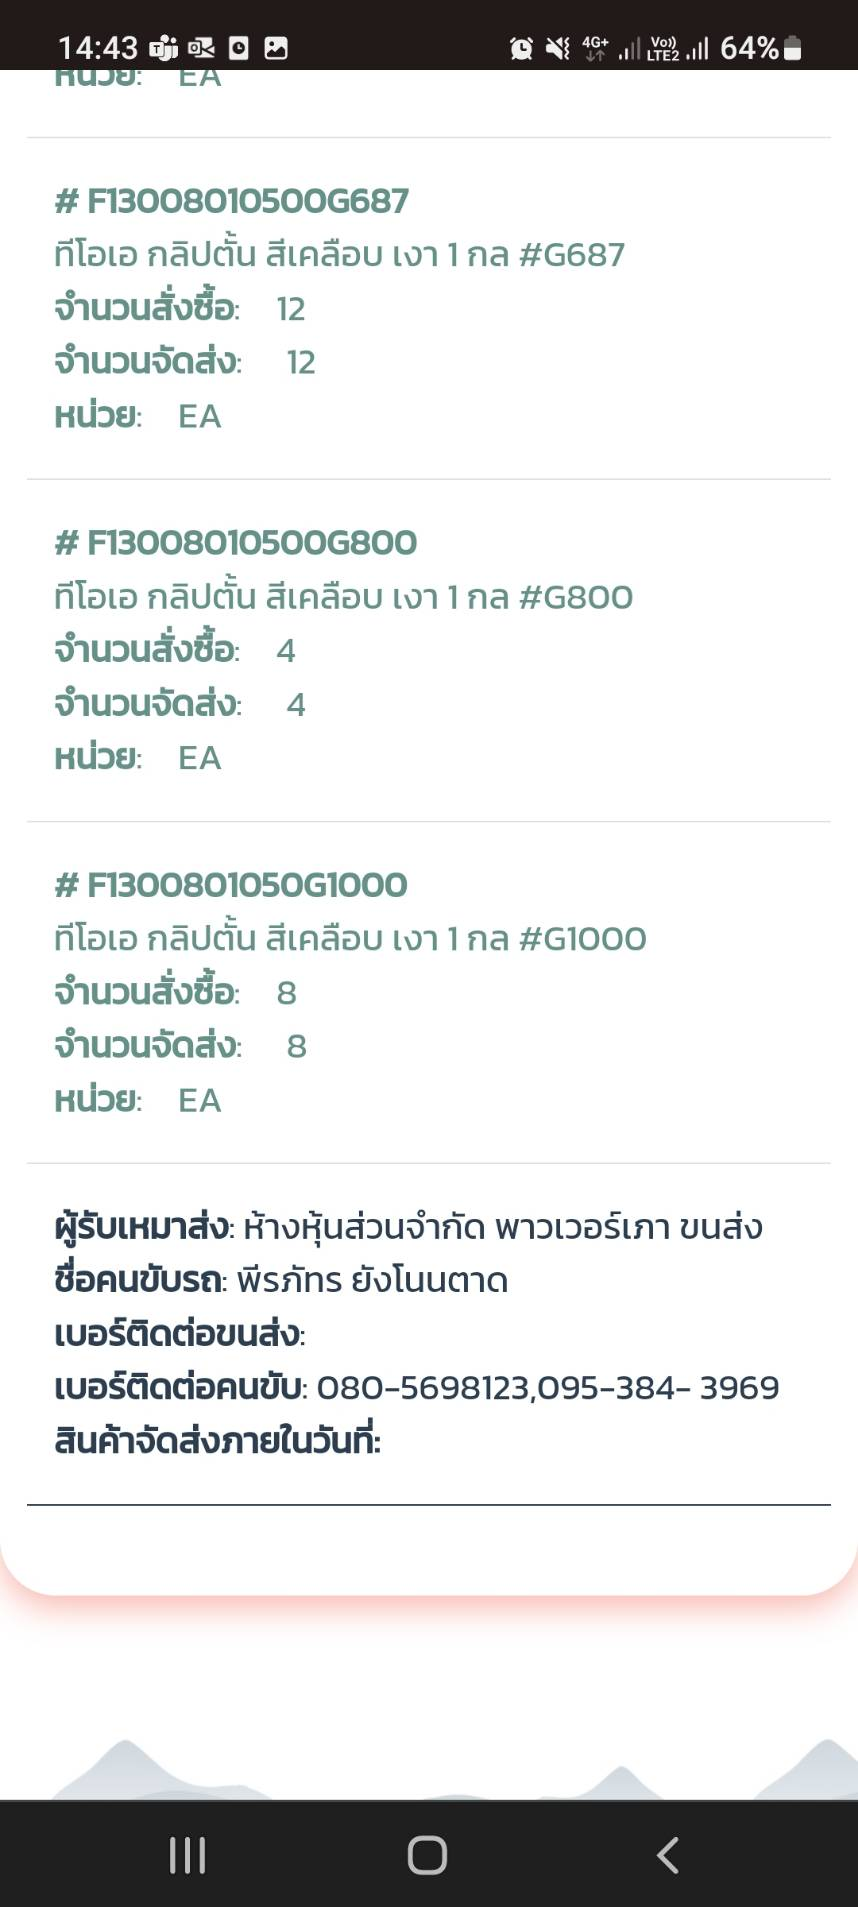 14:43 4G+ Vo)) LTE2 64%
หน่วย: EA
# F13008010500G687
ทีโอเอ กลิปตั้น สีเคลือบ เงา 1 กล #G687
จำนวนสั่งซื้อ: 12
จำนวนจัดส่ง: 12
หน่วย: EA
# F13008010500G800
ทีโอเอ กลิปตั้น สีเคลือบ เงา 1 กล #G800
จำนวนสั่งซื้อ: 4
จำนวนจัดส่ง: 4
หน่วย: EA
# F1300801050G1000
ทีโอเอ กลิปตั้น สีเคลือบ เงา 1 กล #G1000
จำนวนสั่งซื้อ: 8
จำนวนจัดส่ง: 8
หน่วย: EA
ผู้รับเหมาส่ง: ห้างหุ้นส่วนจำกัด พาวเวอร์เภา ขนส่ง
ชื่อคนขับรถ: พีรภัทร ยังโนนตาด
เบอร์ติดต่อขนส่ง:
เบอร์ติดต่อคนขับ: 080-5698123,095-384- 3969
สินค้าจัดส่งภายในวันที่: